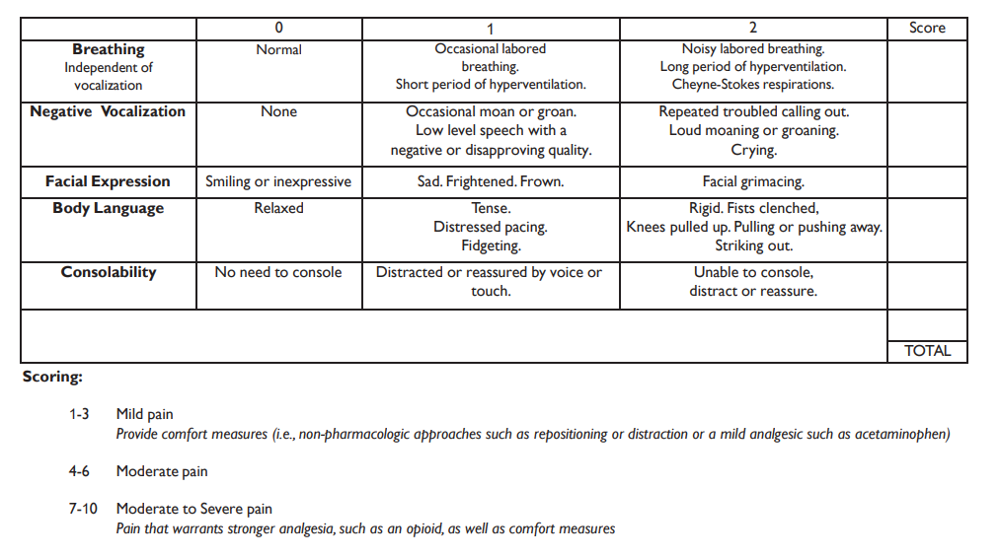 0 1 2 Score
Breathing
Independent of
vocalization
Normal
Occasional labored
breathing.
Short period of hyperventilation.
Noisy labored breathing.
Long period of hyperventilation.
Cheyne-Stokes respirations.
Negative Vocalization
None
Occasional moan or groan.
Low level speech with a
negative or disapproving quality.
Repeated troubled calling out.
Loud moaning or groaning.
Crying.
Facial Expression
Smiling or inexpressive
Sad. Frightened. Frown.
Facial grimacing.
Body Language
Relaxed
Tense.
Distressed pacing.
Fidgeting.
Rigid. Fists clenched,
Knees pulled up. Pulling or pushing away.
Striking out.
Consolability
No need to console
Distracted or reassured by voice or
touch.
Unable to console,
distract or reassure.
TOTAL
Scoring:
1-3 Mild pain
Provide comfort measures (i.e., non-pharmacologic approaches such as repositioning or distraction or a mild analgesic such as acetaminophen)
4-6 Moderate pain
7-10 Moderate to Severe pain
Pain that warrants stronger analgesia, such as an opioid, as well as comfort measures